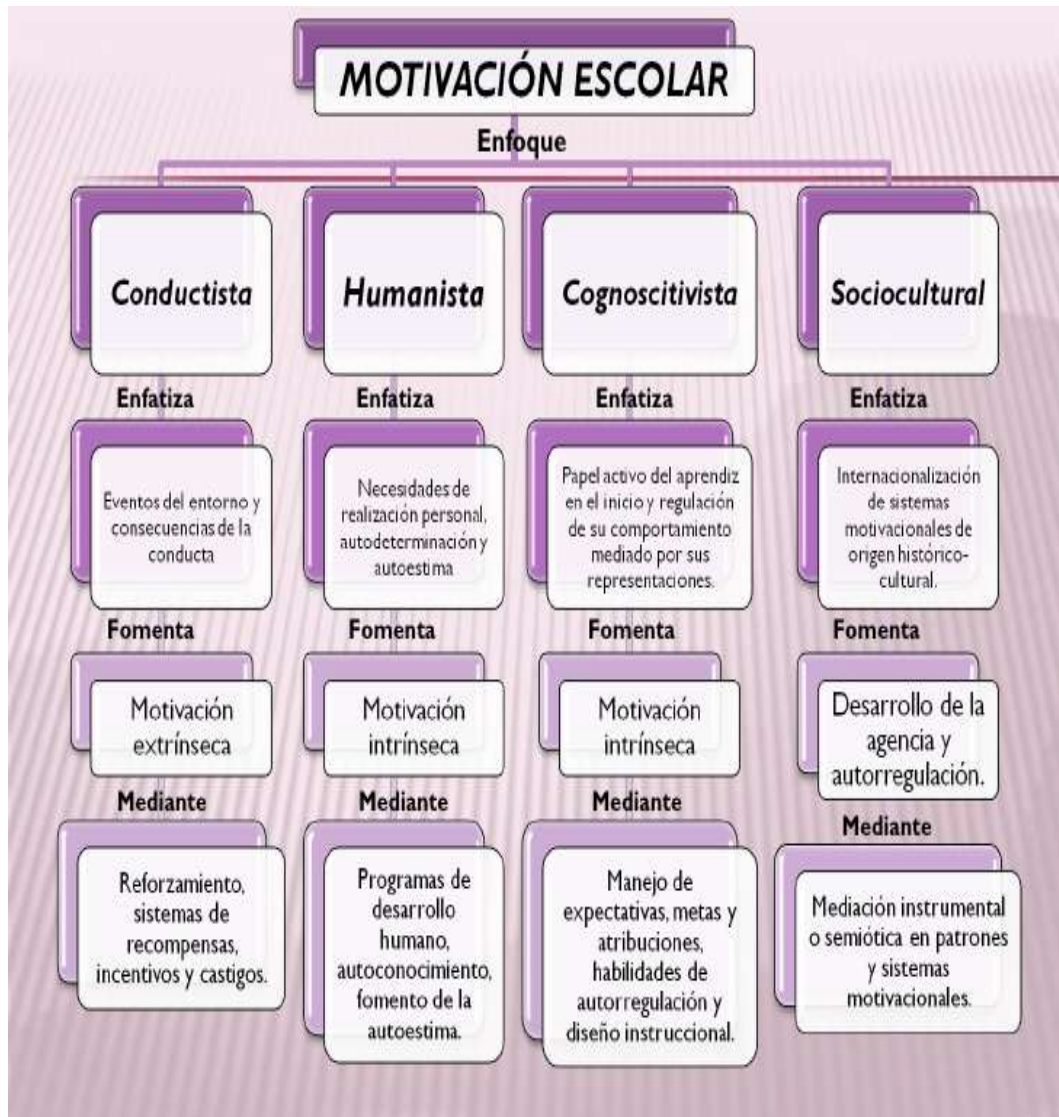 MOTIVACIÓN ESCOLAR
Enfoque
Conductista
Enfatiza
Eventos del entorno y
consecuencias de la
conducta
Fomenta
Motivación
extrínseca
Mediante
Reforzamiento,
sistemas de
recompensas,
incentivos y castigos.
Humanista
Enfatiza
Necesidades de
realización personal,
autodeterminación y
autoestima
Fomenta
Motivación
intrínseca
Mediante
Programas de
desarrollo
humano,
autoconocimiento,
fomento de la
autoestima.
Cognoscitivista
Enfatiza
Papel activo del aprendiz
en el inicio y regulación
de su comportamiento
mediado por sus
representaciones.
Fomenta
Motivación
intrínseca
Mediante
Manejo de
expectativas, metas y
atribuciones,
habilidades de
autorregulación y
diseño instruccional.
Sociocultural
Enfatiza
Internacionalización
de sistemas
motivacionales de
origen histórico-
cultural.
Fomenta
Desarrollo de la
agencia y
autorregulación.
Mediante
Mediación instrumental
o semiótica en patrones
y sistemas
motivacionales.